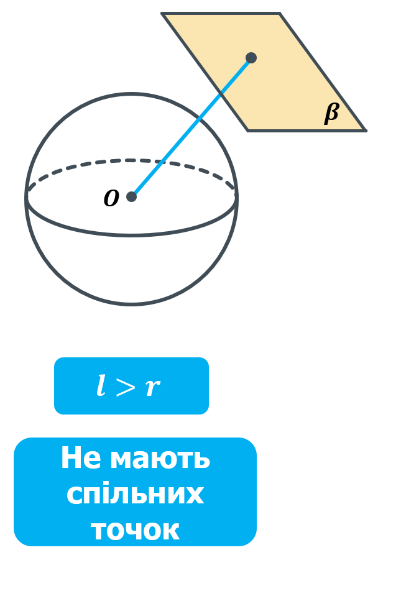 β
O
l > r
Не мають
спільних
точок